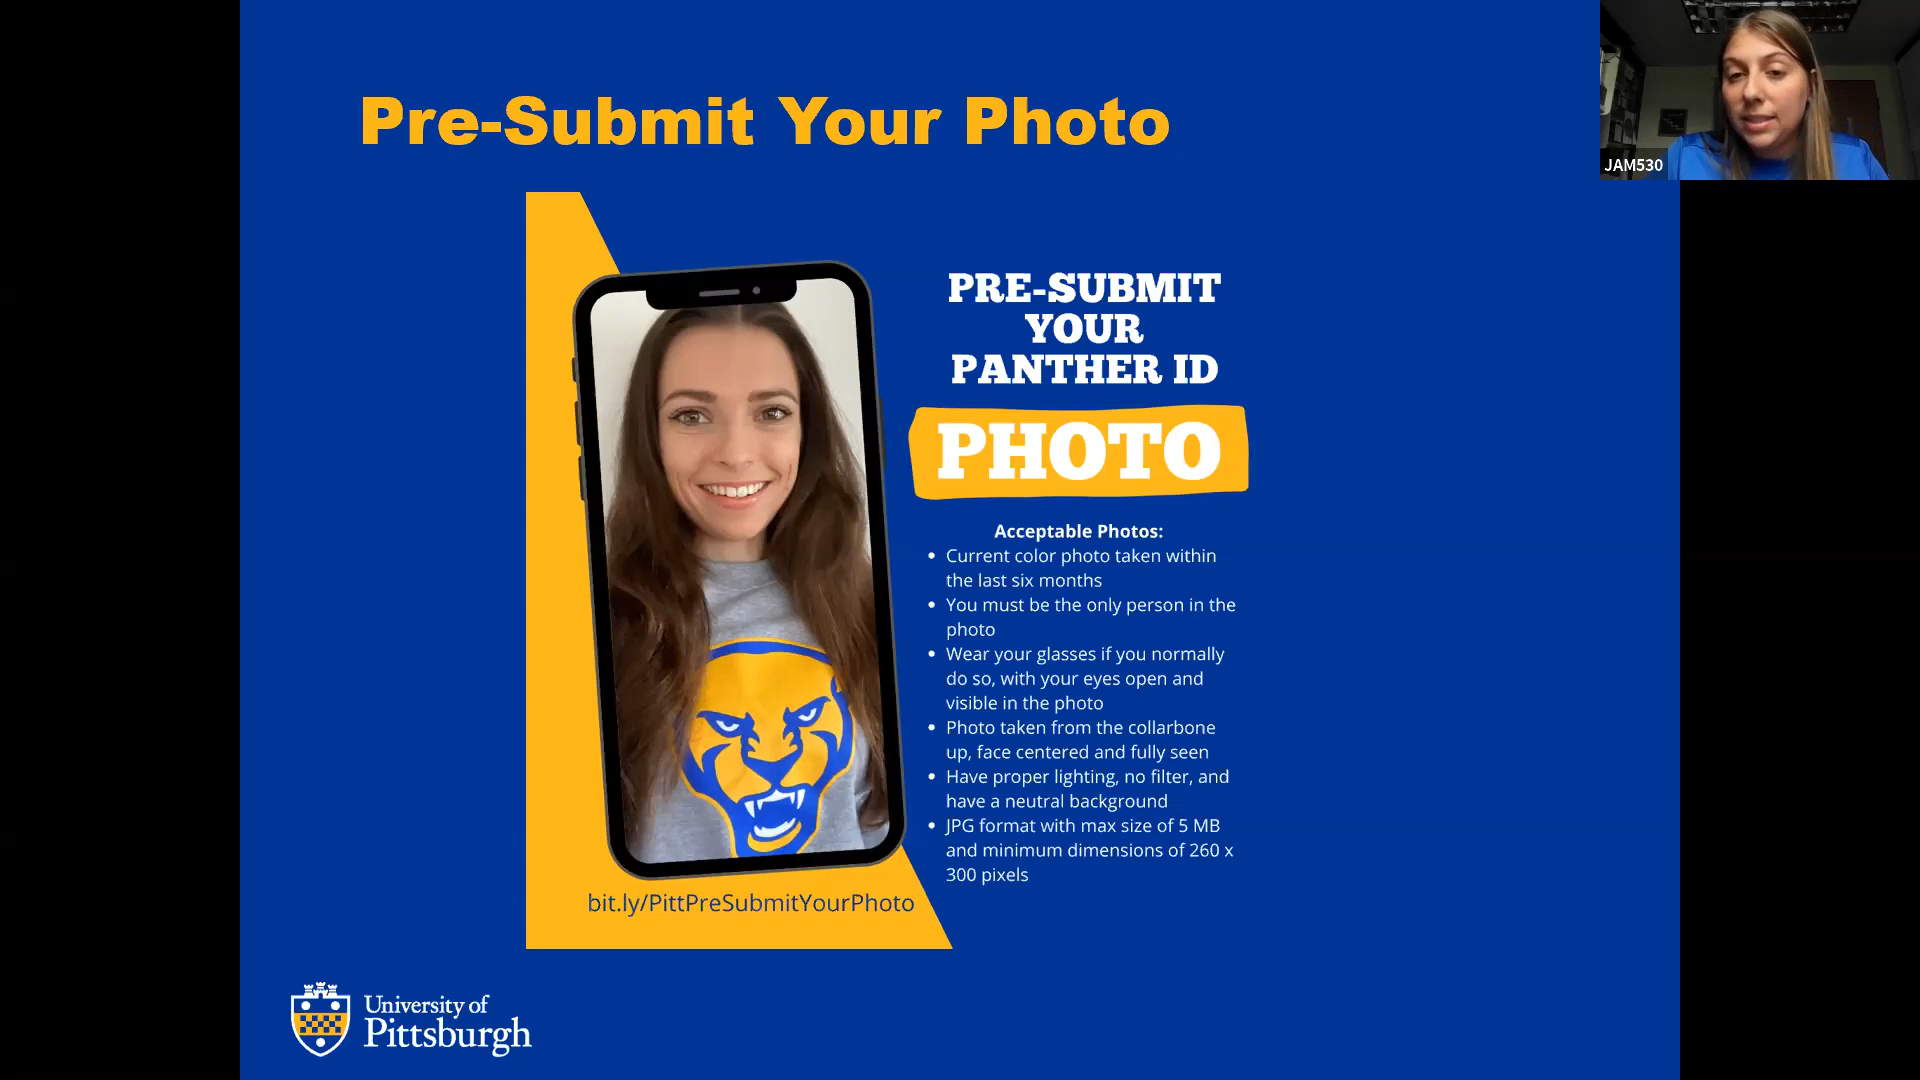 Pre-Submit Your Photo
JAM530
PRE-SUBMIT
YOUR
PANTHER ID
PHOTO
Acceptable Photos:
• Current color photo taken within
the last six months
• You must be the only person in the
photo
• Wear your glasses if you normally
do so, with your eyes open and
visible in the photo
• Photo taken from the collarbone
up, face centered and fully seen
• Have proper lighting, no filter, and
have a neutral background
• JPG format with max size of 5 MB
and minimum dimensions of 260 x
300 pixels
bit.ly/PittPreSubmitYourPhoto
University of
Pittsburgh